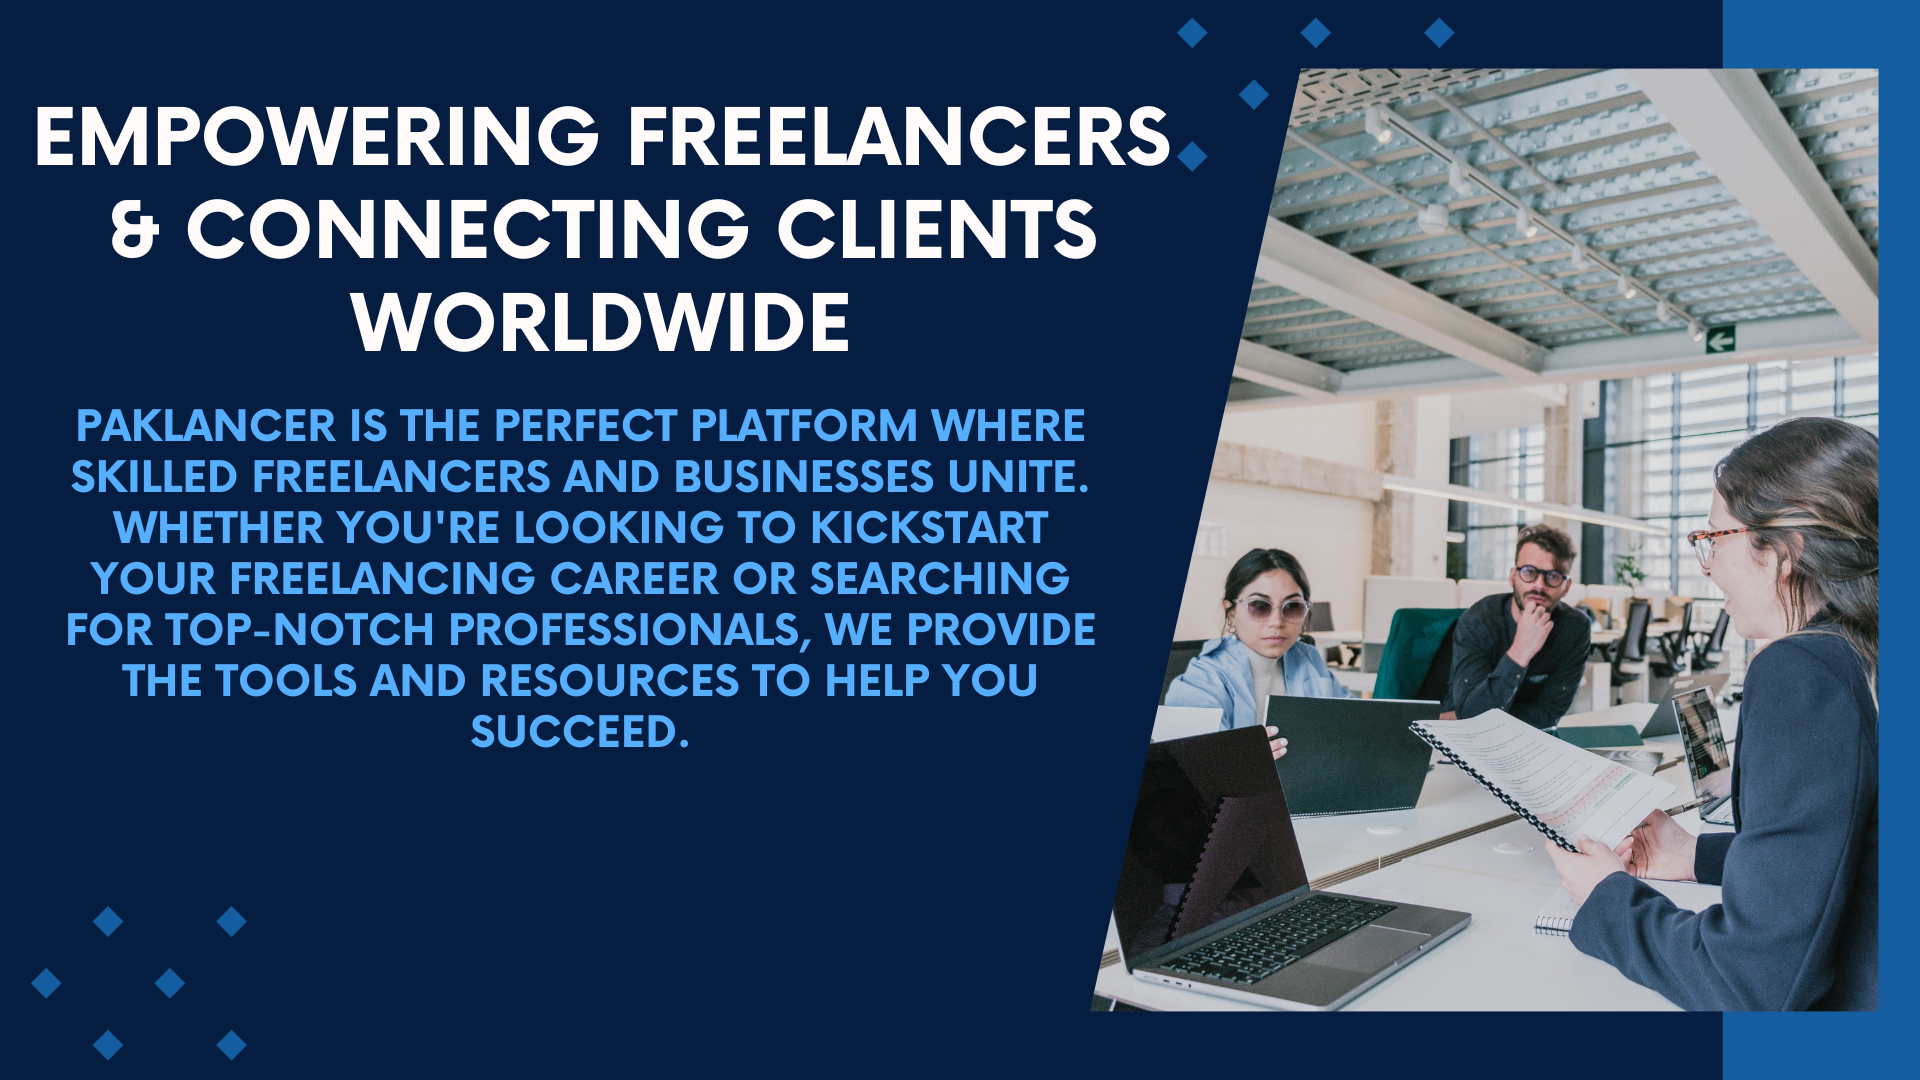 EMPOWERING FREELANCERS
& CONNECTING CLIENTS
WORLDWIDE
PAKLANCER IS THE PERFECT PLATFORM WHERE
SKILLED FREELANCERS AND BUSINESSES UNITE.
WHETHER YOU'RE LOOKING TO KICKSTART
YOUR FREELANCING CAREER OR SEARCHING
FOR TOP-NOTCH PROFESSIONALS, WE PROVIDE
THE TOOLS AND RESOURCES TO HELP YOU
SUCCEED.